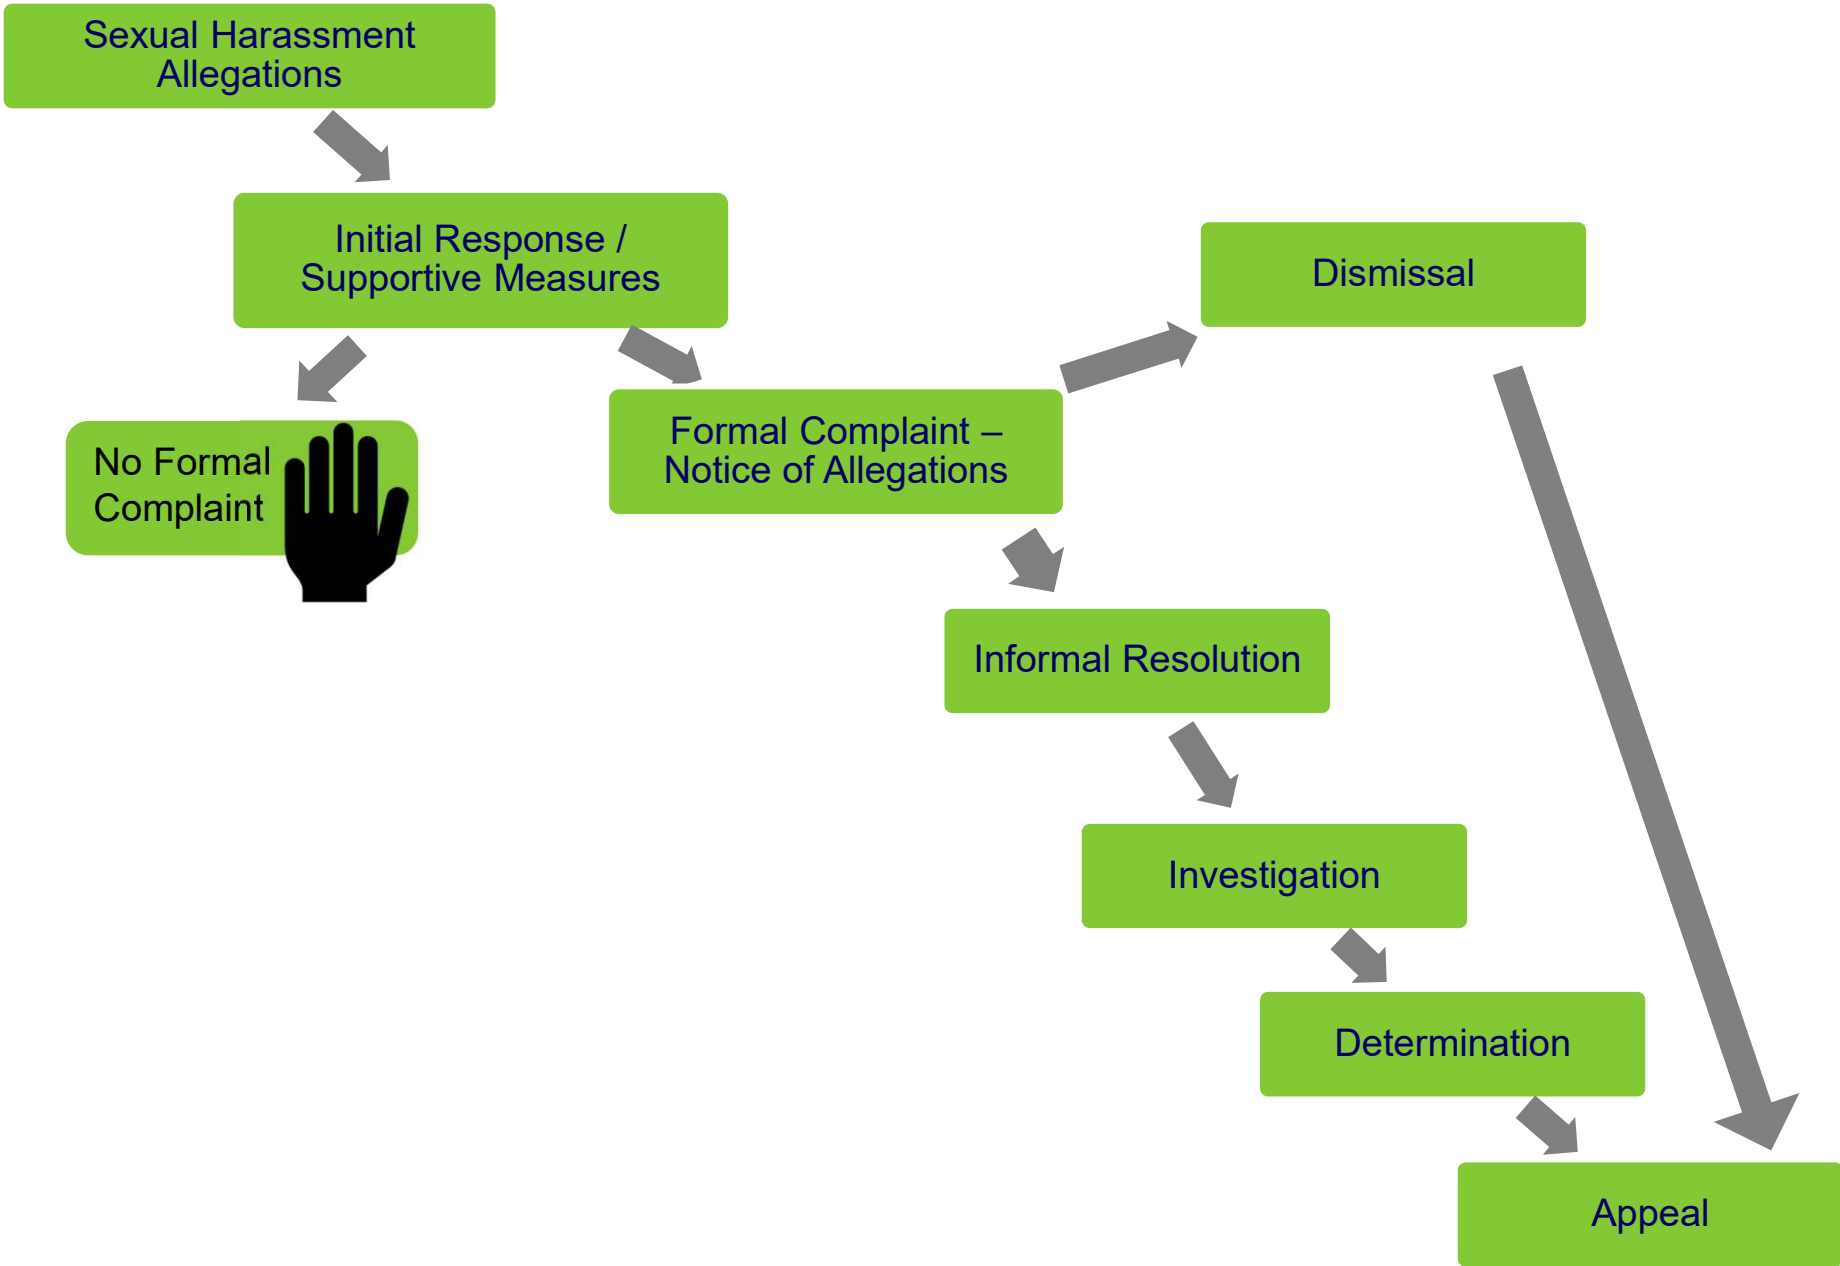 Sexual Harassment
Allegations
Initial Response /
Supportive Measures
Dismissal
Formal Complaint –
Notice of Allegations
No Formal
Complaint
Informal Resolution
Investigation
Determination
Appeal